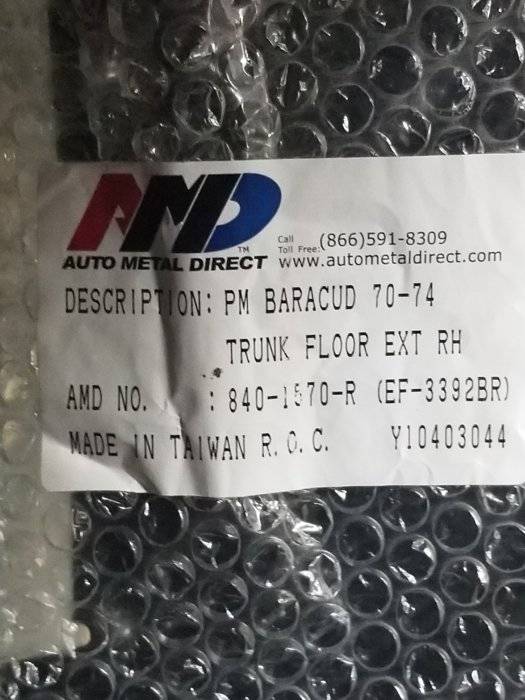 AMD
TM
AUTO METAL DIRECT
Call
Toll Free: (866)591-8309
www.autometaldirect.com
DESCRIPTION: PM BARACUD 70-74
TRUNK FLOOR EXT RH
AMD NO. : 840-1570-R (EF-3392BR)
MADE IN TAIWAN R.O.C. Y10403044